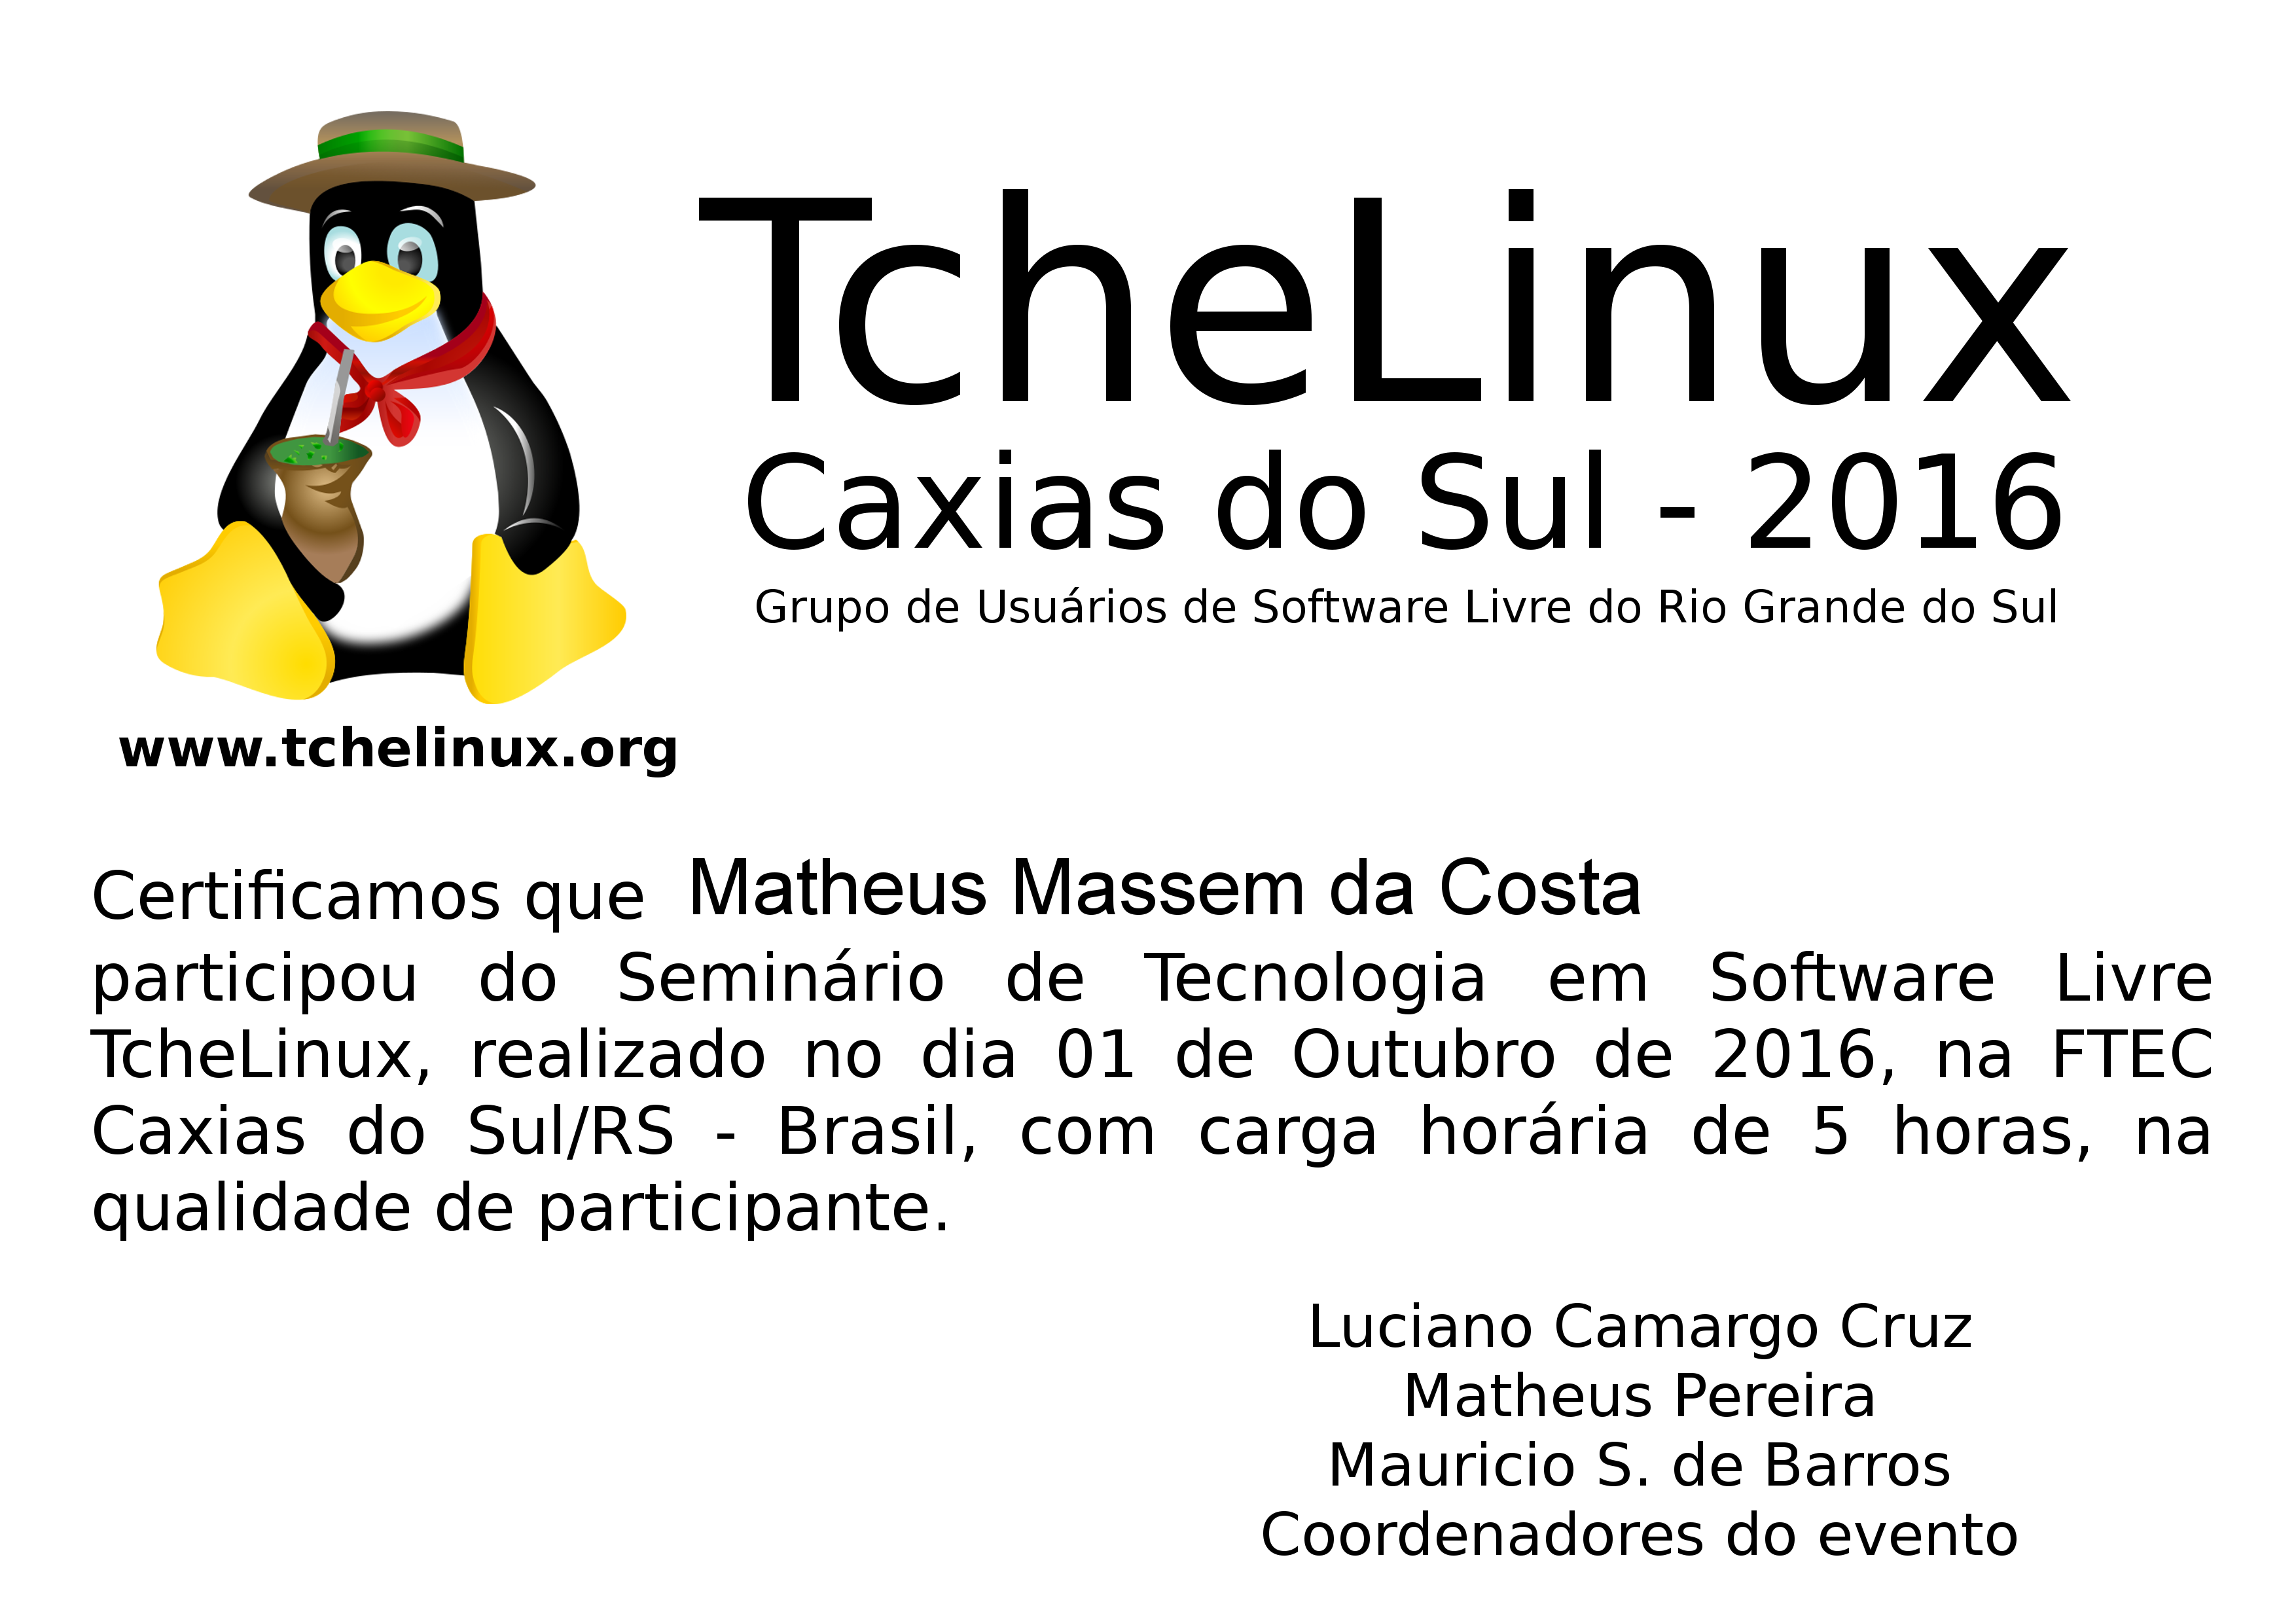 TcheLinux
Caxias do Sul - 2016
Grupo de Usuários de Software Livre do Rio Grande do Sul
www.tchelinux.org
Certificamos que Matheus Massem da Costa
participou do Seminário de Tecnologia em Software Livre
TcheLinux, realizado no dia 01 de Outubro de 2016, na FTEC
Caxias do Sul/RS - Brasil, com carga horária de 5 horas, na
qualidade de participante.
Luciano Camargo Cruz
Matheus Pereira
Mauricio S. de Barros
Coordenadores do evento